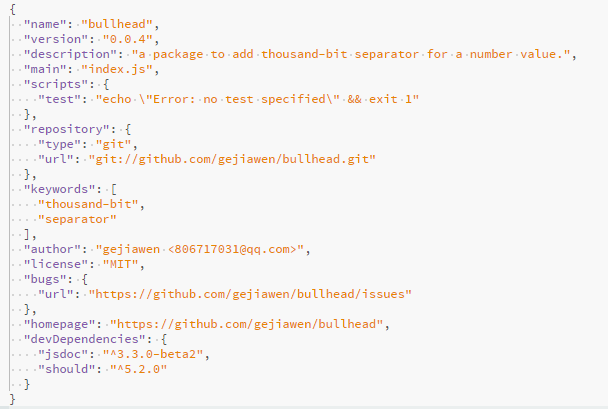 {
  "name": "bullhead",
  "version": "0.0.4",
  "description": "a package to add thousand-bit separator for a number value.",
  "main": "index.js",
  "scripts": {
    "test": "echo \"Error: no test specified\" && exit 1"
  },
  "repository": {
    "type": "git",
    "url": "git://github.com/gejiawen/bullhead.git"
  },
  "keywords": [
    "thousand-bit",
    "separator"
  ],
  "author": "gejiawen <806717031@qq.com>",
  "license": "MIT",
  "bugs": {
    "url": "https://github.com/gejiawen/bullhead/issues"
  },
  "homepage": "https://github.com/gejiawen/bullhead",
  "devDependencies": {
    "jsdoc": "^3.3.0-beta2",
    "should": "^5.2.0"
  }
}